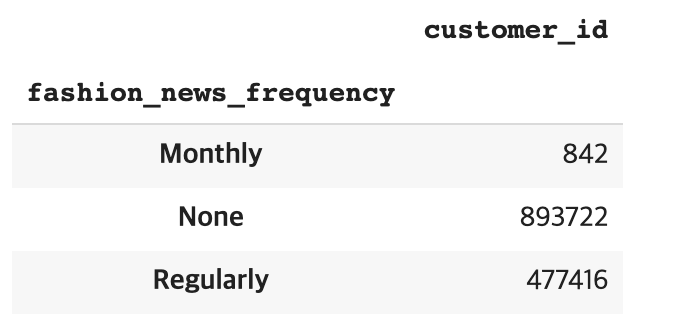 customer_id
fashion_news_frequency
Monthly 842
None 893722
Regularly 477416